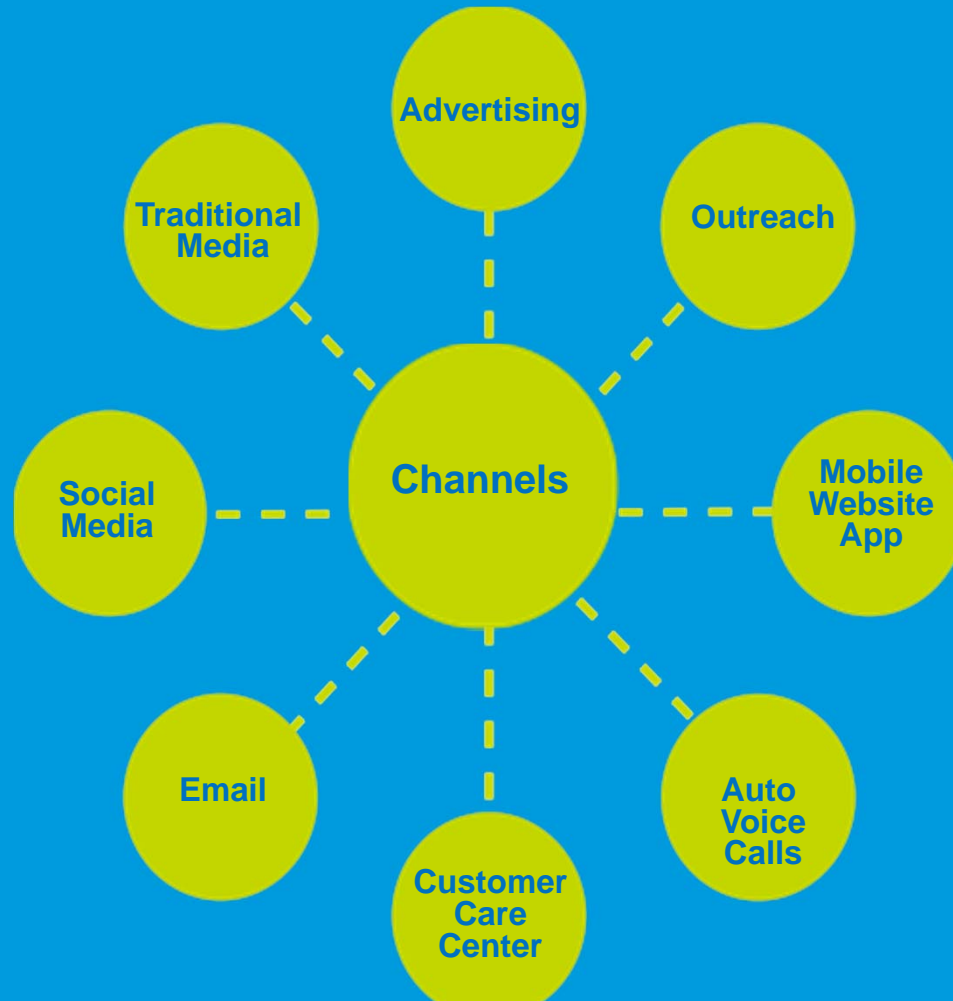 Advertising
Traditional
Media
Outreach
Channels
Social
Media
Mobile
Website
App
Email
Auto
Voice
Calls
Customer
Care
Center